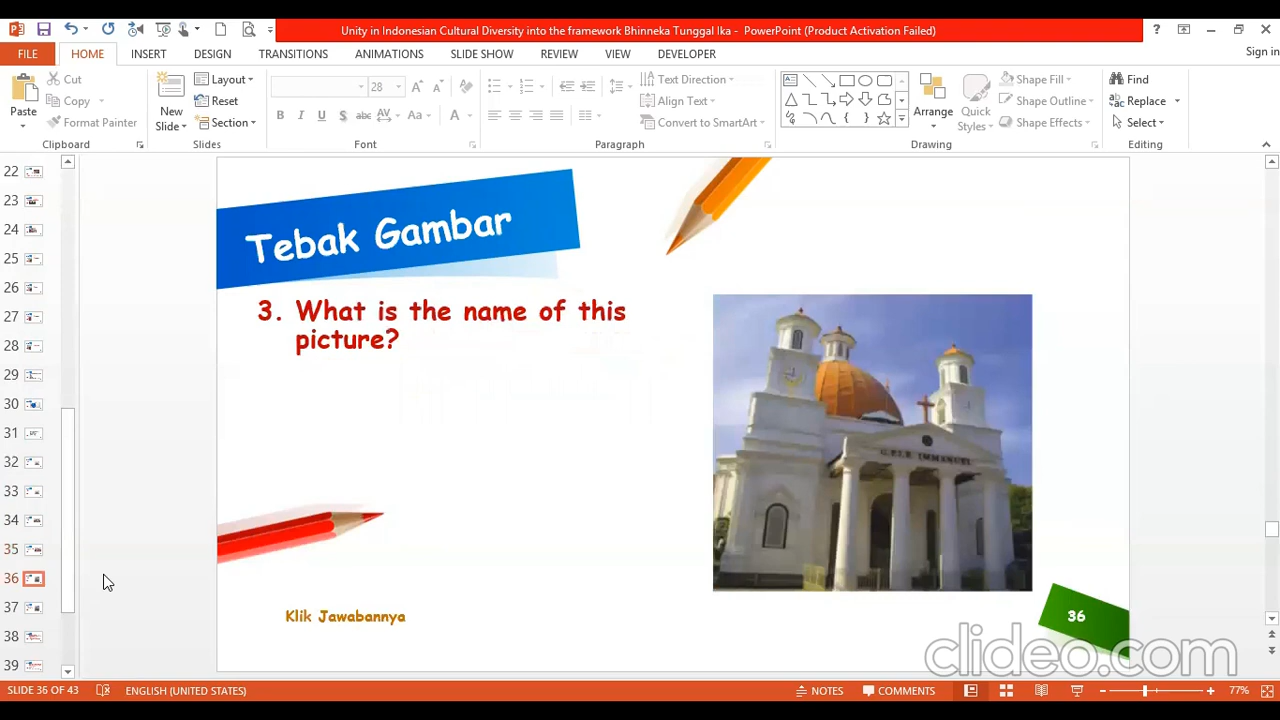 Unity in Indonesian Cultural Diversity into the framework Bhinneka Tunggal Ika - PowerPoint (Product Activation Failed)
FILE HOME INSERT DESIGN TRANSITIONS ANIMATIONS SLIDE SHOW REVIEW VIEW DEVELOPER
Sign in
Paste
Cut
Copy
Format Painter
Clipboard
New
Slide
Layout
Reset
Section
Slides
28
Font
Text Direction
Align Text
Convert to SmartArt
Paragraph
Arrange
Quick
Styles
Shape Fill
Shape Outline
Shape Effects
Drawing
Find
Replace
Select
Editing
22
23
24
25
26
27
28
29
30
31
32
33
34
35
36
37
38
39
Tebak Gambar
3. What is the name of this
picture?
G.P.I.B. IMMANUEL
Klik Jawabannya
36
clideo.com
SLIDE 36 OF 43
ENGLISH (UNITED STATES)
NOTES
COMMENTS
77%